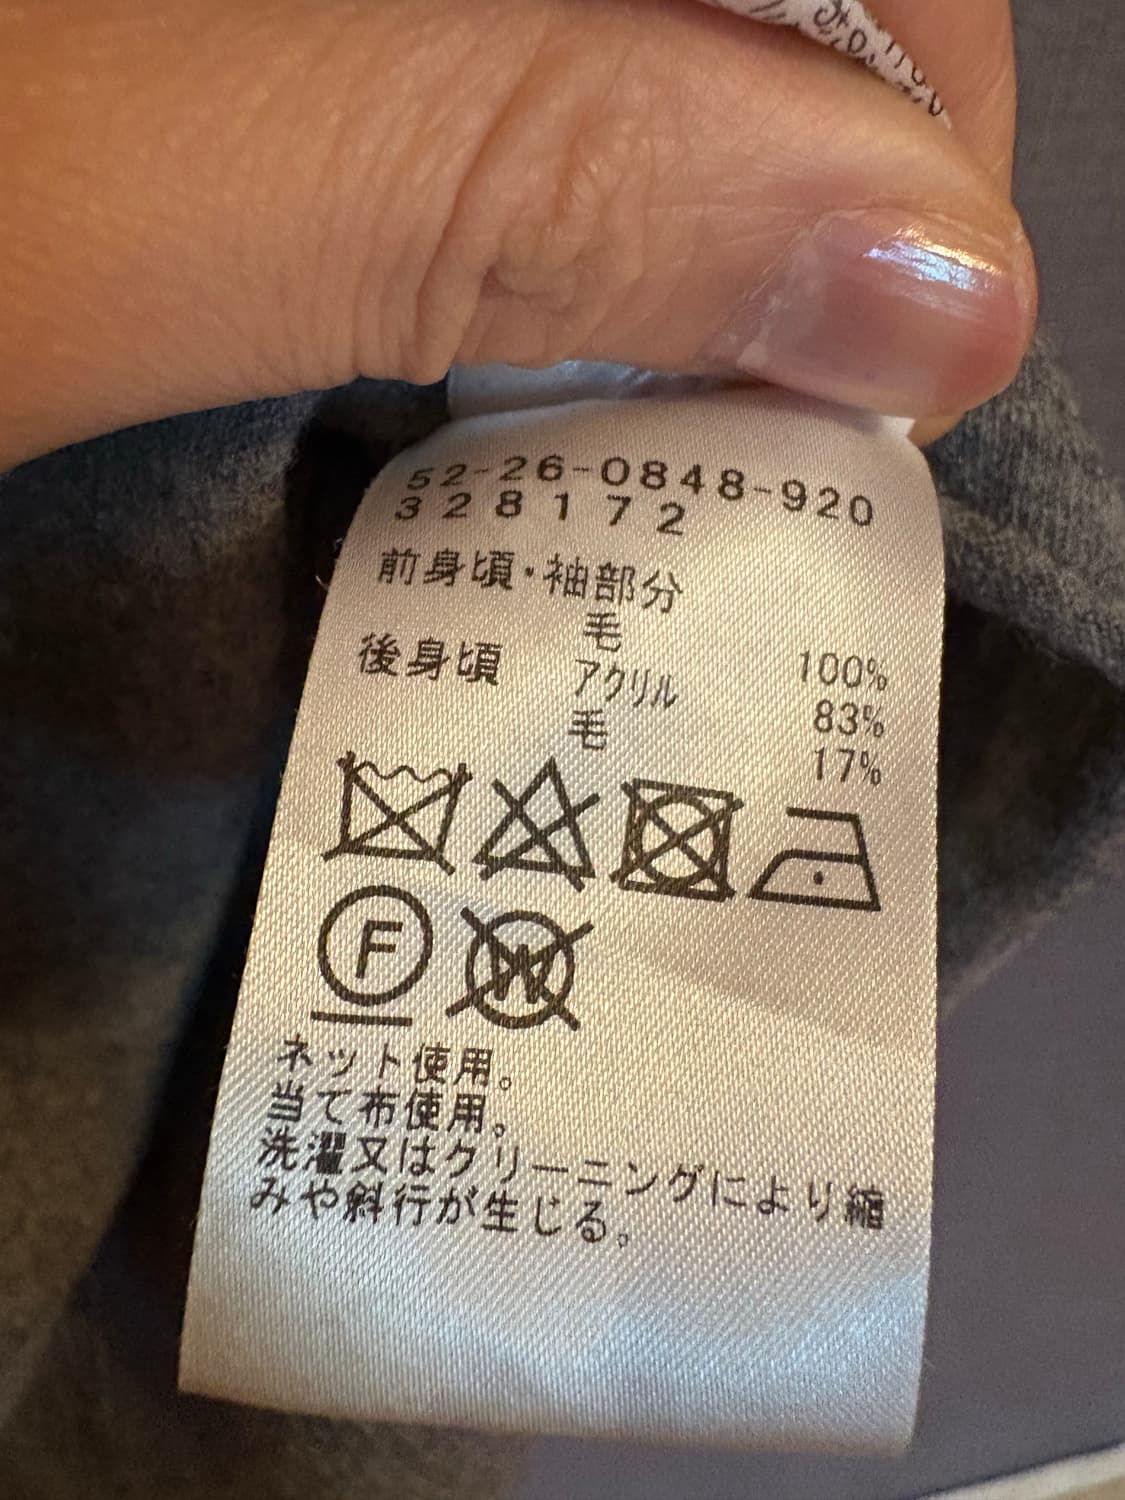 52-26-0848-920
328172
前身頃・袖部分
毛 100%
後身頃 アクリル 83%
毛 17%
F
W
ネット使用。
当て布使用。
洗濯又はクリーニングにより縮
みや斜行が生じる。